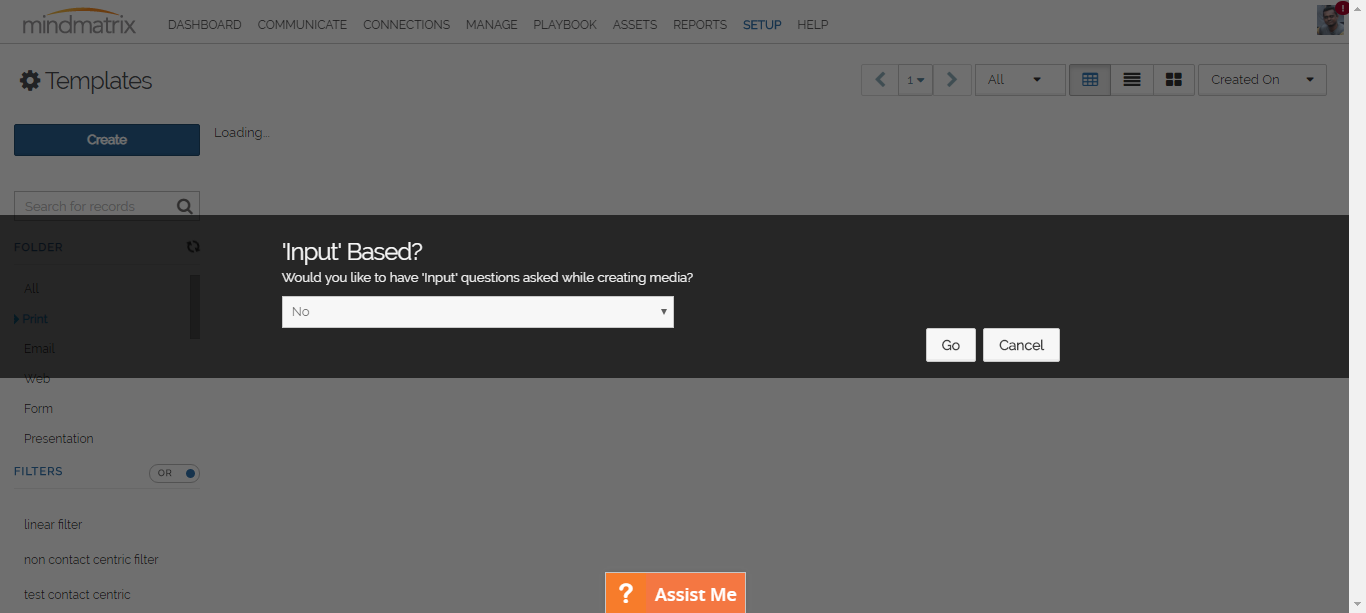 mindmatrix DASHBOARD COMMUNICATE CONNECTIONS MANAGE PLAYBOOK ASSETS REPORTS SETUP HELP !
Templates
1 All Created On
Create Loading...
Search for records
FOLDER
All
Print
Email
Web
Form
Presentation
FILTERS OR
linear filter
non contact centric filter
test contact centric
'Input' Based?
Would you like to have 'Input' questions asked while creating media?
No
Go Cancel
? Assist Me